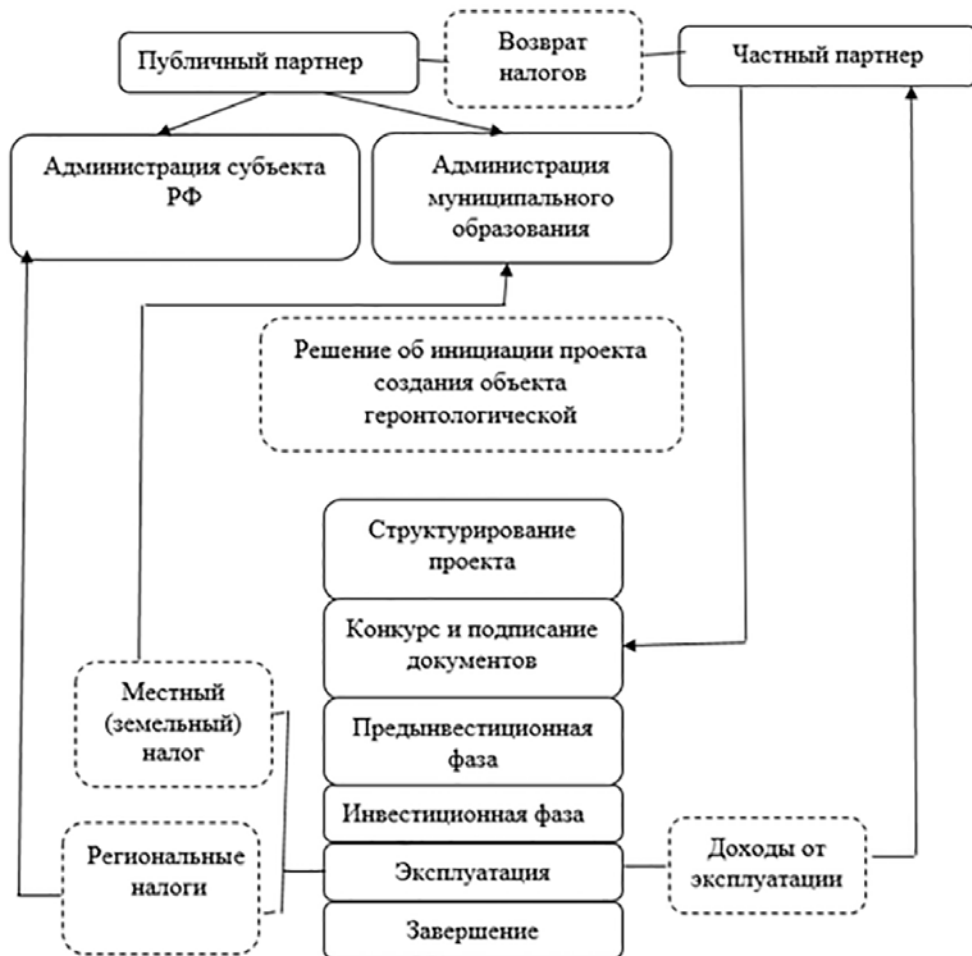 Публичный партнер
Возврат
налогов
Частный партнер
Администрация субъекта
РФ
Администрация
муниципального
образования
Решение об инициации проекта
создания объекта
геронтологической
Структурирование
проекта
Конкурс и подписание
документов
Местный
(земельный)
налог
Предынвестиционная
фаза
Инвестиционная фаза
Региональные
налоги
Эксплуатация
Доходы от
эксплуатации
Завершение